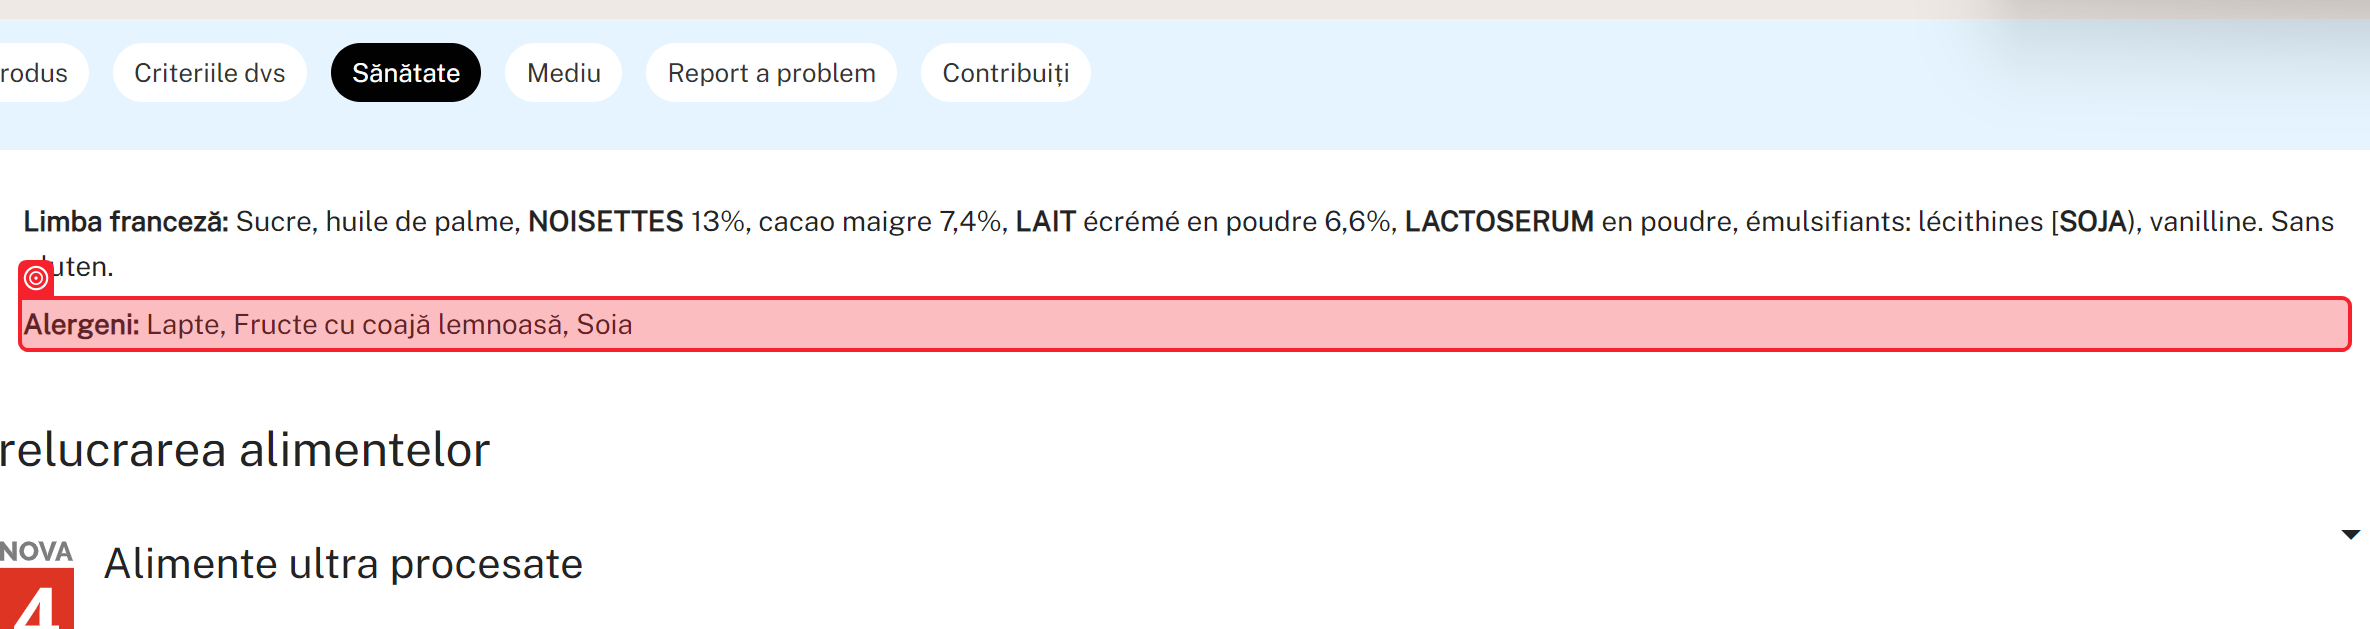 rodus Criteriile dvs Sănătate Mediu Report a problem Contribuiți
Limba franceză: Sucre, huile de palme, NOISETTES 13%, cacao maigre 7,4%, LAIT écrémé en poudre 6,6%, LACTOSERUM en poudre, émulsifiants: lécithines [SOJA), vanilline. Sans
luten.
Alergeni: Lapte, Fructe cu coajă lemnoasă, Soia
relucrarea alimentelor
NOVA
Alimente ultra procesate
4